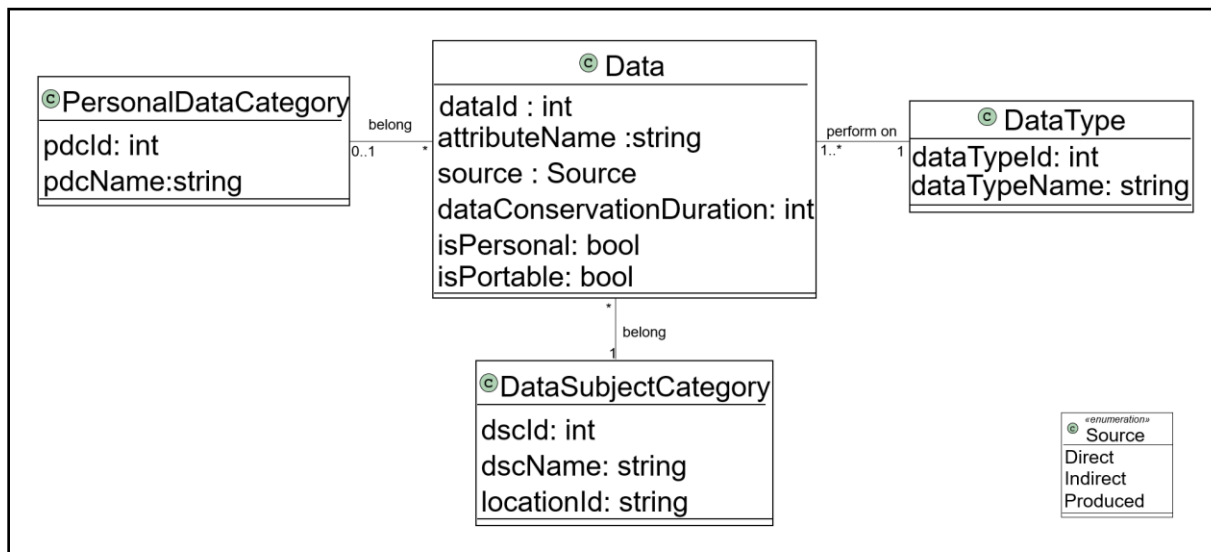 C PersonalDataCategory
pdcId: int
pdcName:string
belong
0..1
*
C Data
dataId : int
attributeName :string
source : Source
dataConservationDuration: int
isPersonal: bool
isPortable: bool
perform on
1..*
1
C DataType
dataTypeId: int
dataTypeName: string
*
belong
1
C DataSubjectCategory
dscId: int
dscName: string
locationId: string
«enumeration»
C Source
Direct
Indirect
Produced